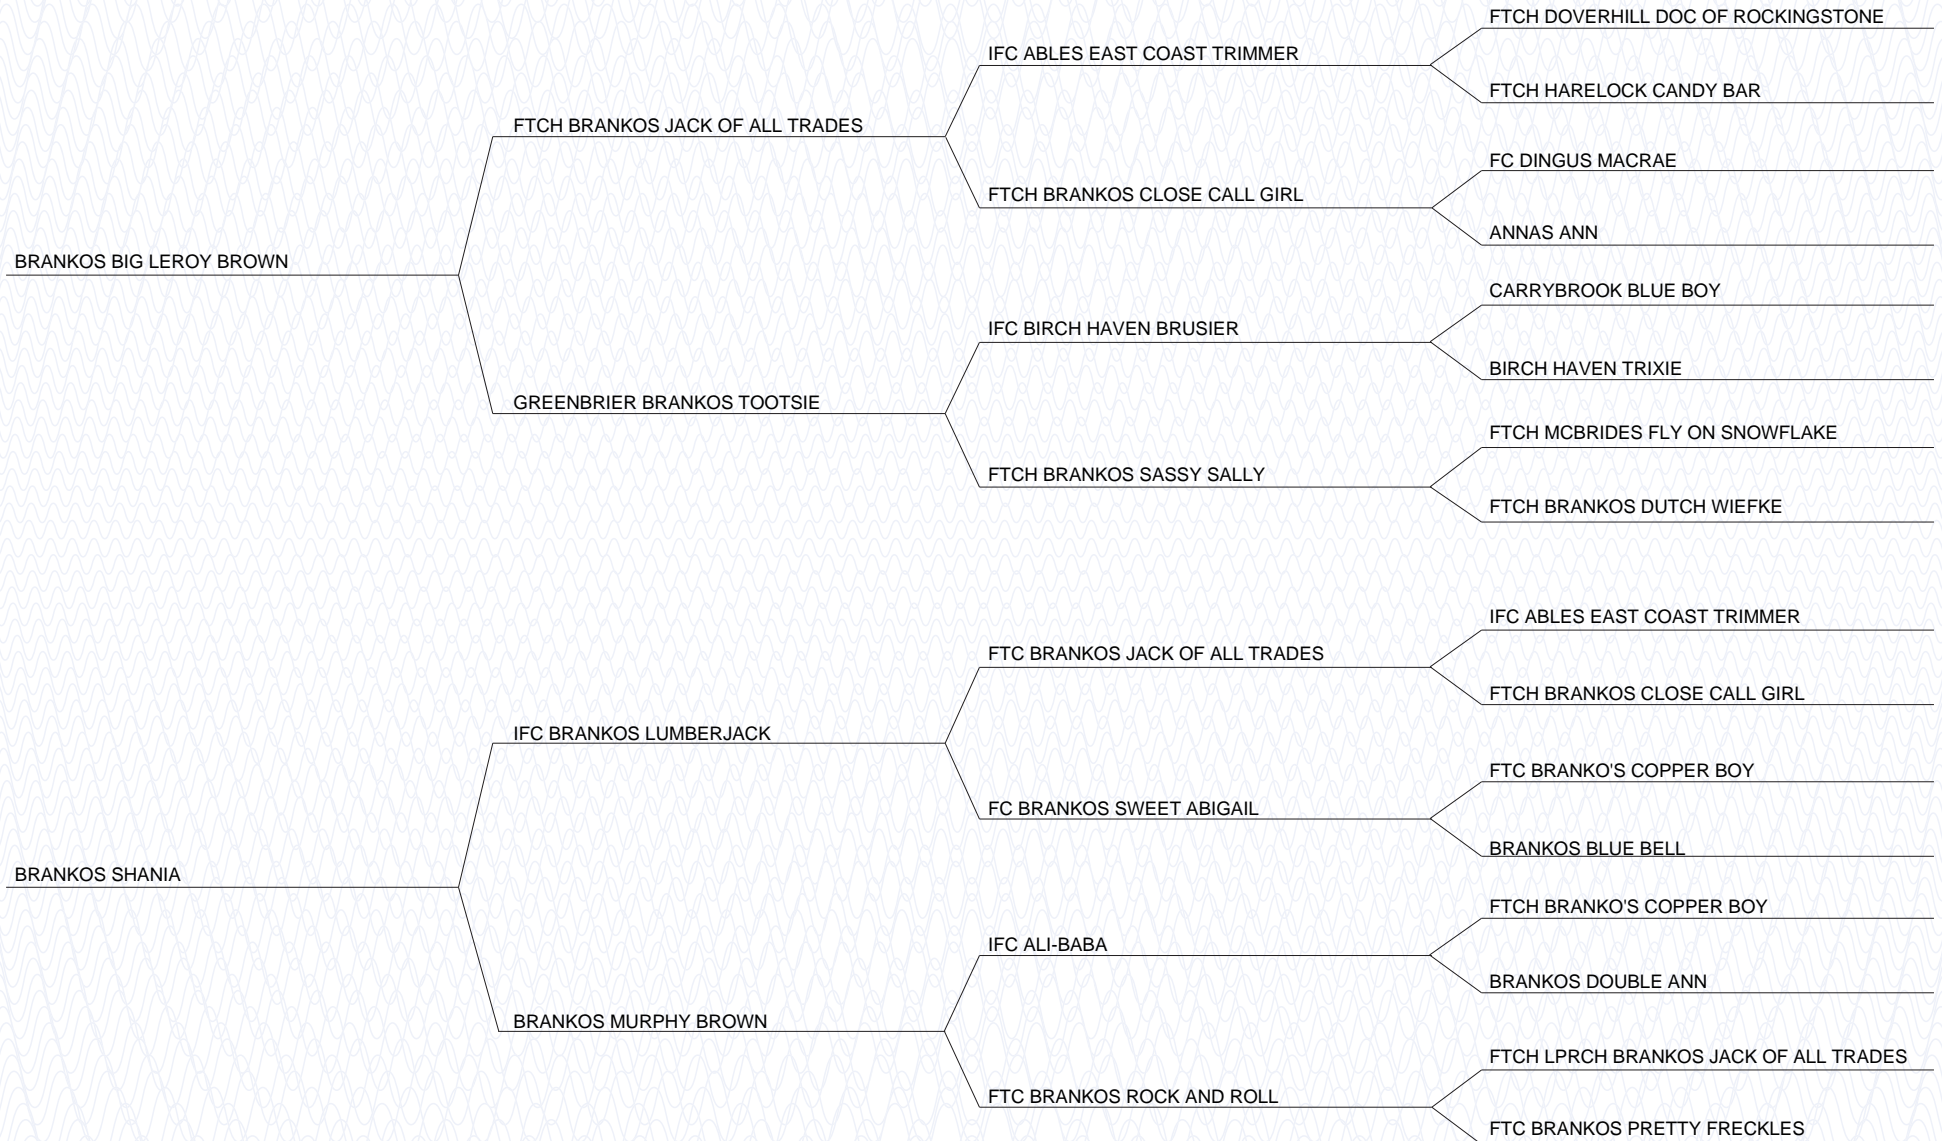 FTCH DOVERHILL DOC OF ROCKINGSTONE
IFC ABLES EAST COAST TRIMMER
FTCH HARELOCK CANDY BAR
FTCH BRANKOS JACK OF ALL TRADES
FC DINGUS MACRAE
FTCH BRANKOS CLOSE CALL GIRL
ANNAS ANN
BRANKOS BIG LEROY BROWN
CARRYBROOK BLUE BOY
IFC BIRCH HAVEN BRUSIER
BIRCH HAVEN TRIXIE
GREENBRIER BRANKOS TOOTSIE
FTCH MCBRIDES FLY ON SNOWFLAKE
FTCH BRANKOS SASSY SALLY
FTCH BRANKOS DUTCH WIEFKE
IFC ABLES EAST COAST TRIMMER
FTC BRANKOS JACK OF ALL TRADES
FTCH BRANKOS CLOSE CALL GIRL
IFC BRANKOS LUMBERJACK
FTC BRANKO'S COPPER BOY
FC BRANKOS SWEET ABIGAIL
BRANKOS BLUE BELL
BRANKOS SHANIA
FTCH BRANKO'S COPPER BOY
IFC ALI-BABA
BRANKOS DOUBLE ANN
BRANKOS MURPHY BROWN
FTCH LPRCH BRANKOS JACK OF ALL TRADES
FTC BRANKOS ROCK AND ROLL
FTC BRANKOS PRETTY FRECKLES